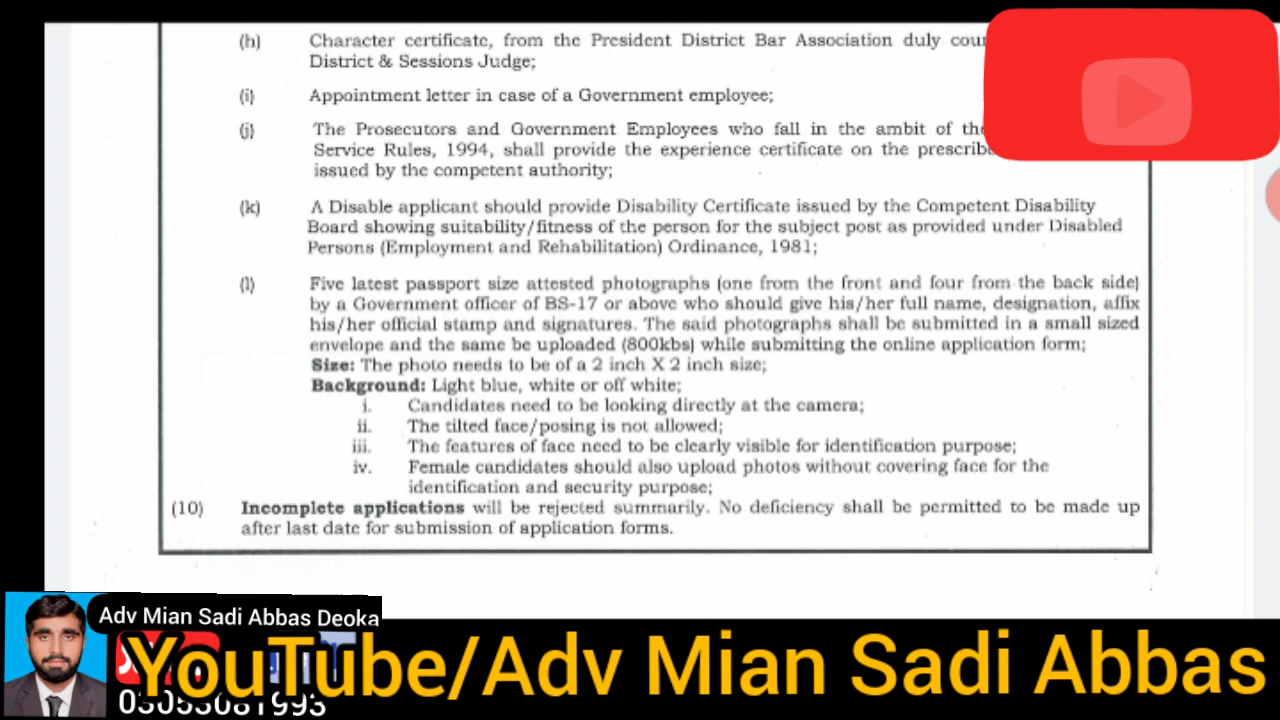 (h) Character certificate, from the President District Bar Association duly
District & Sessions Judge;
(i) Appointment letter in case of a Government employee;
(j) The Prosecutors and Government Employees who fall in the ambit of
Service Rules, 1994, shall provide the experience certificate on the
issued by the competent authority;
(k) A Disable applicant should provide Disability Certificate issued by the Competent Disability
Board showing suitability/fitness of the person for the subject post as provided under Disabled
Persons (Employment and Rehabilitation) Ordinance, 1981;
(l) Five latest passport size attested photographs (one from the front and four from the back side)
by a Government officer of BS-17 or above who should give his/her full name, designation, affix
his/her official stamp and signatures. The said photographs shall be submitted in a small sized
envelope and the same be uploaded (800kbs) while submitting the online application form;
Size: The photo needs to be of a 2 inch X 2 inch size;
Background: Light blue, white or off white;
i. Candidates need to be looking directly at the camera;
ii. The tilted face/posing is not allowed;
iii. The features of face need to be clearly visible for identification purpose;
iv. Female candidates should also upload photos without covering face for the
identification and security purpose;
(10) Incomplete applications will be rejected summarily. No deficiency shall be permitted to be made up
after last date for submission of application forms.
Adv Mian Sadi Abbas Deoka
YouTube/Adv Mian Sadi Abbas